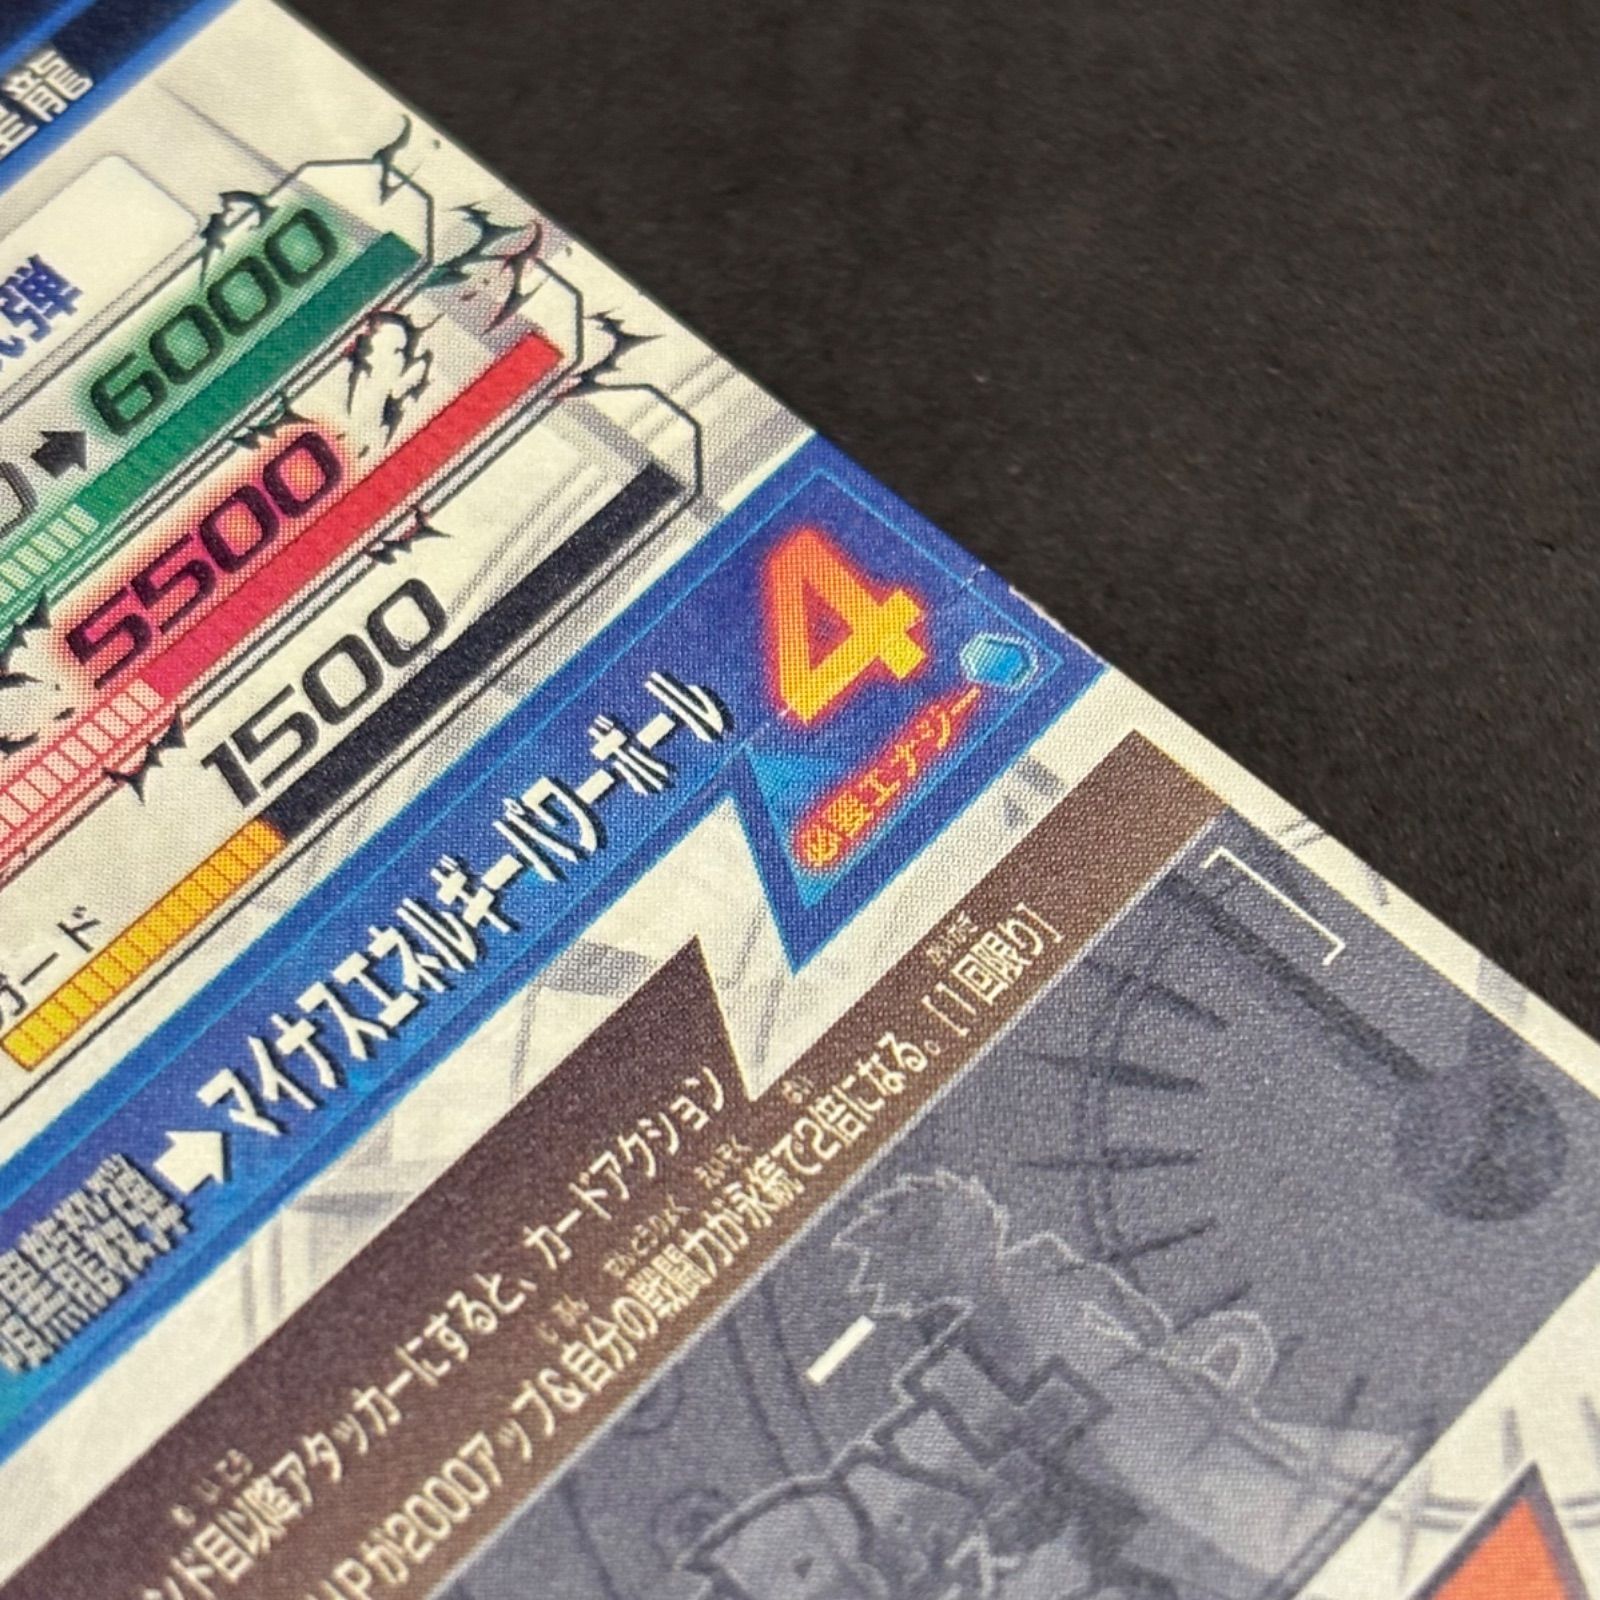 龍
弾
➡6000
5500
1500
ガード
➡マイナスエネルギーパワーボール
4
必要エナジー
ンド目以降アタッカーにすると、カードアクション
HPが2000アップ&自分の戦闘力が永続で2倍になる。[1回限り]